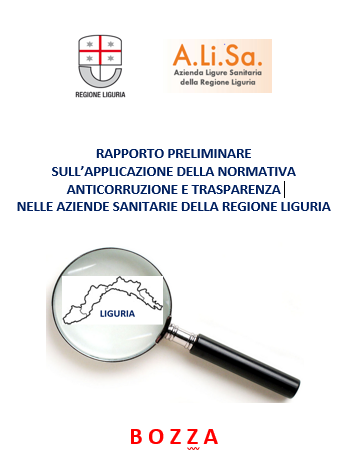 REGIONE LIGURIA
A.Li.Sa.
Azienda Ligure Sanitaria
della Regione Liguria
RAPPORTO PRELIMINARE
SULL'APPLICAZIONE DELLA NORMATIVA
ANTICORRUZIONE E TRASPARENZA
NELLE AZIENDE SANITARIE DELLA REGIONE LIGURIA
LIGURIA
B O Z Z A